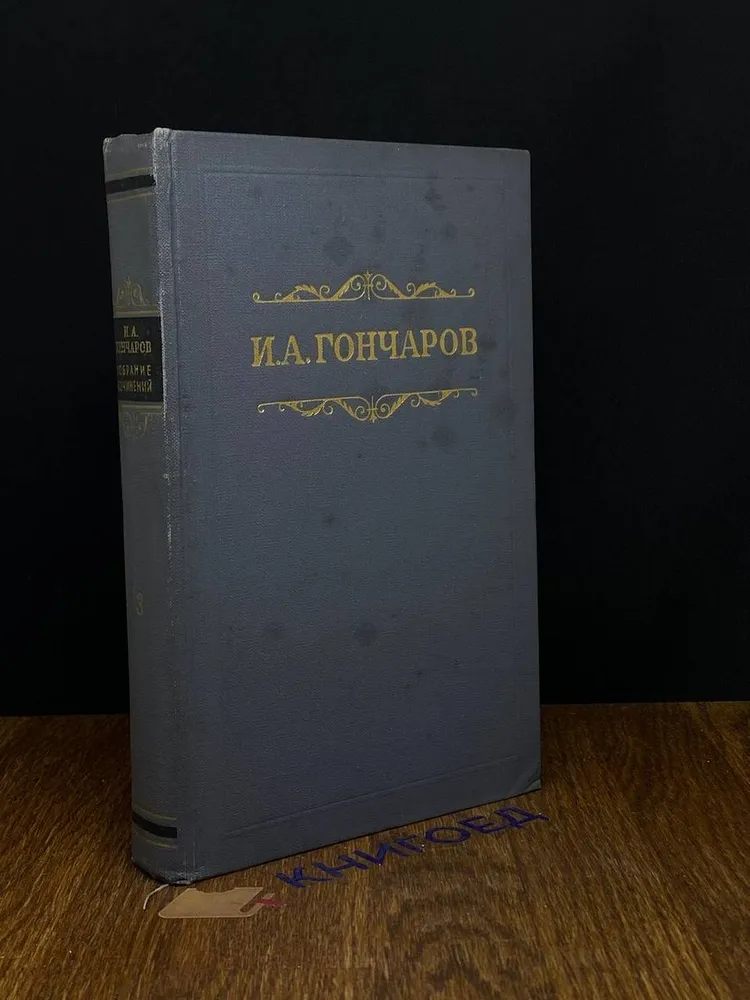 И.А. ГОНЧАРОВ
И.А.
ГОНЧАРОВ
СОБРАНИЕ
СОЧИНЕНИЙ
3
КНИГОЕД